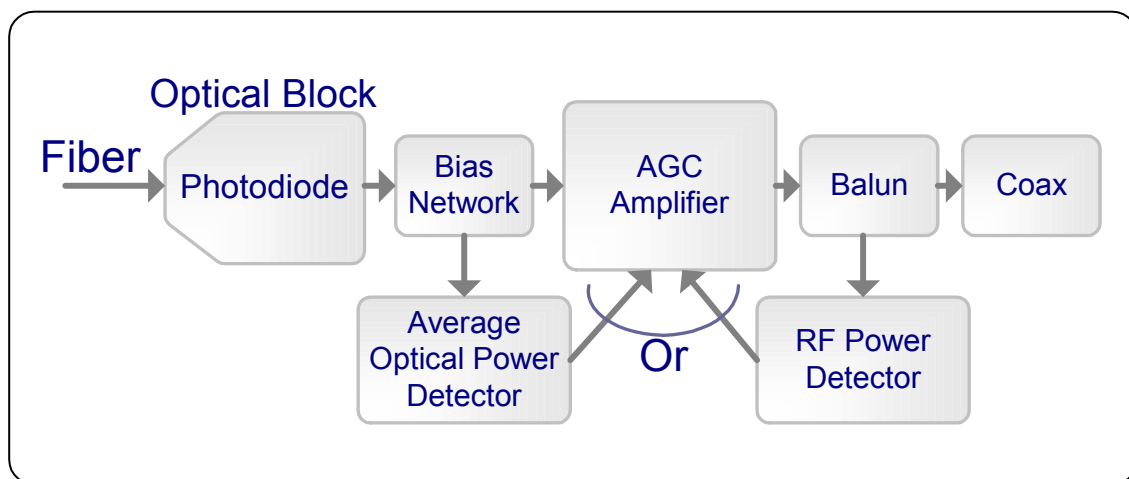 Optical Block
Fiber
Photodiode
Bias
Network
AGC
Amplifier
Balun
Coax
Average
Optical Power
Detector
Or
RF Power
Detector